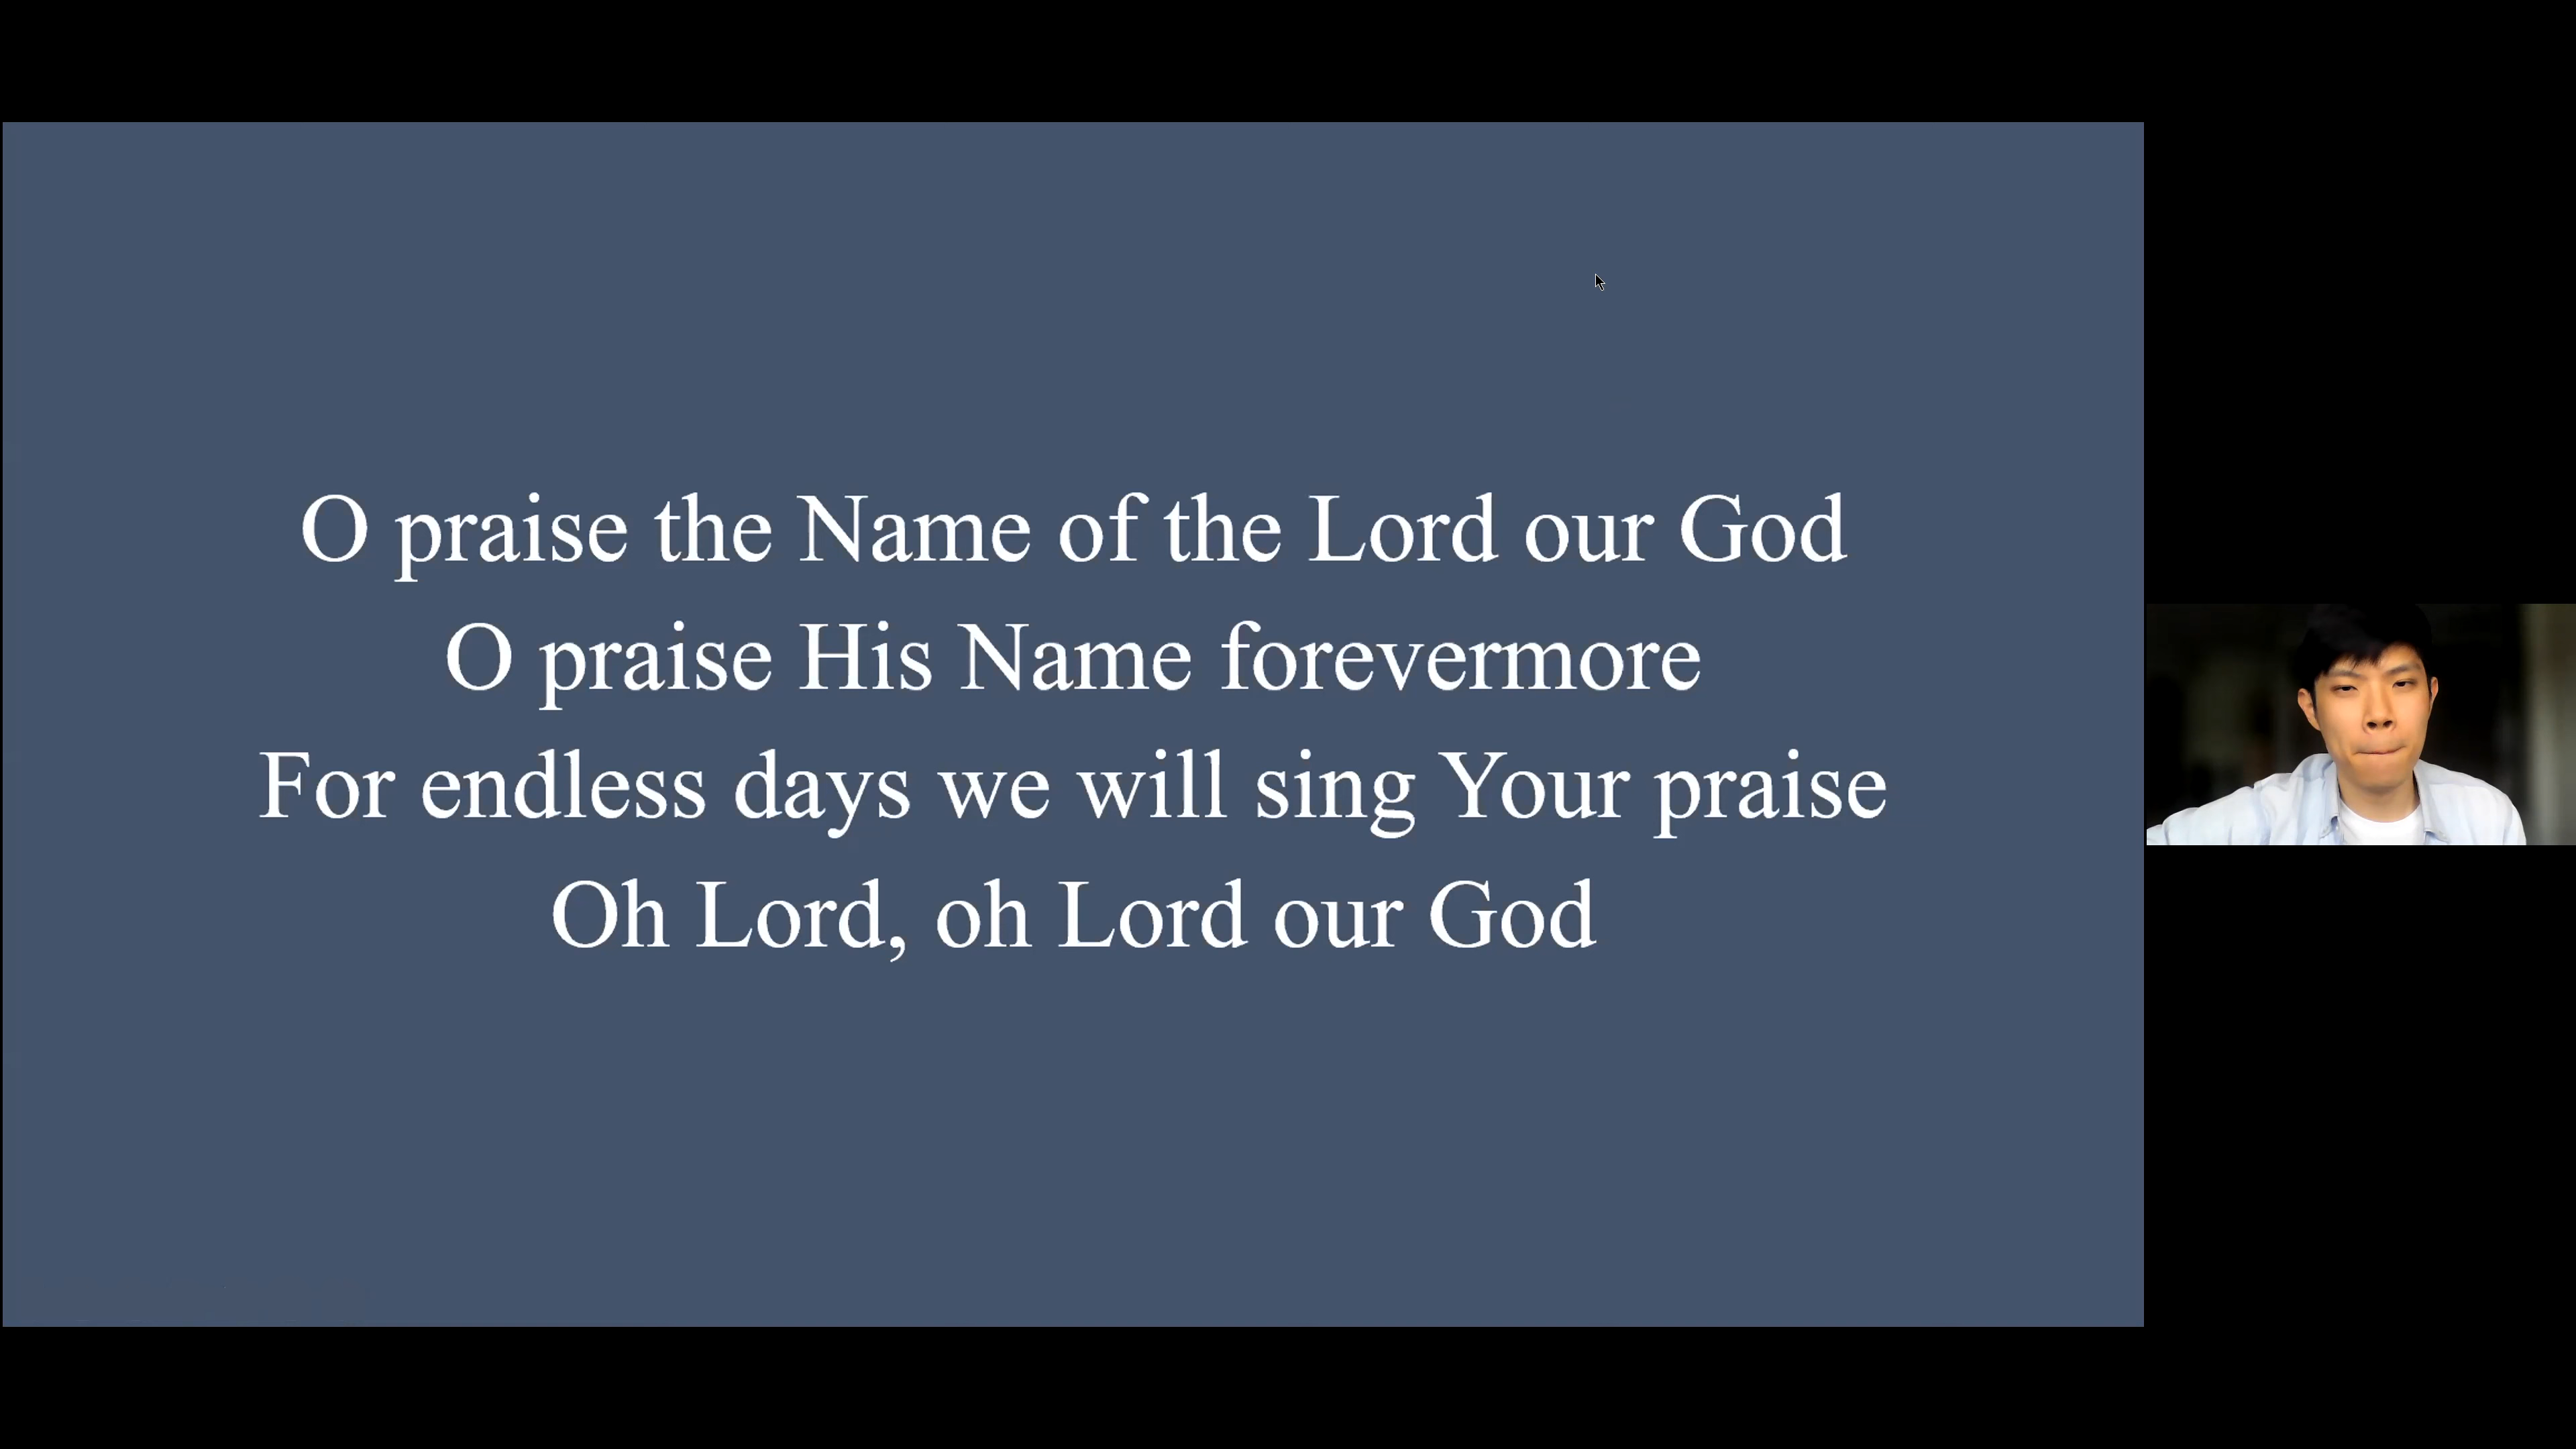 O praise the Name of the Lord our God
O praise His Name forevermore
For endless days we will sing Your praise
Oh Lord, oh Lord our God